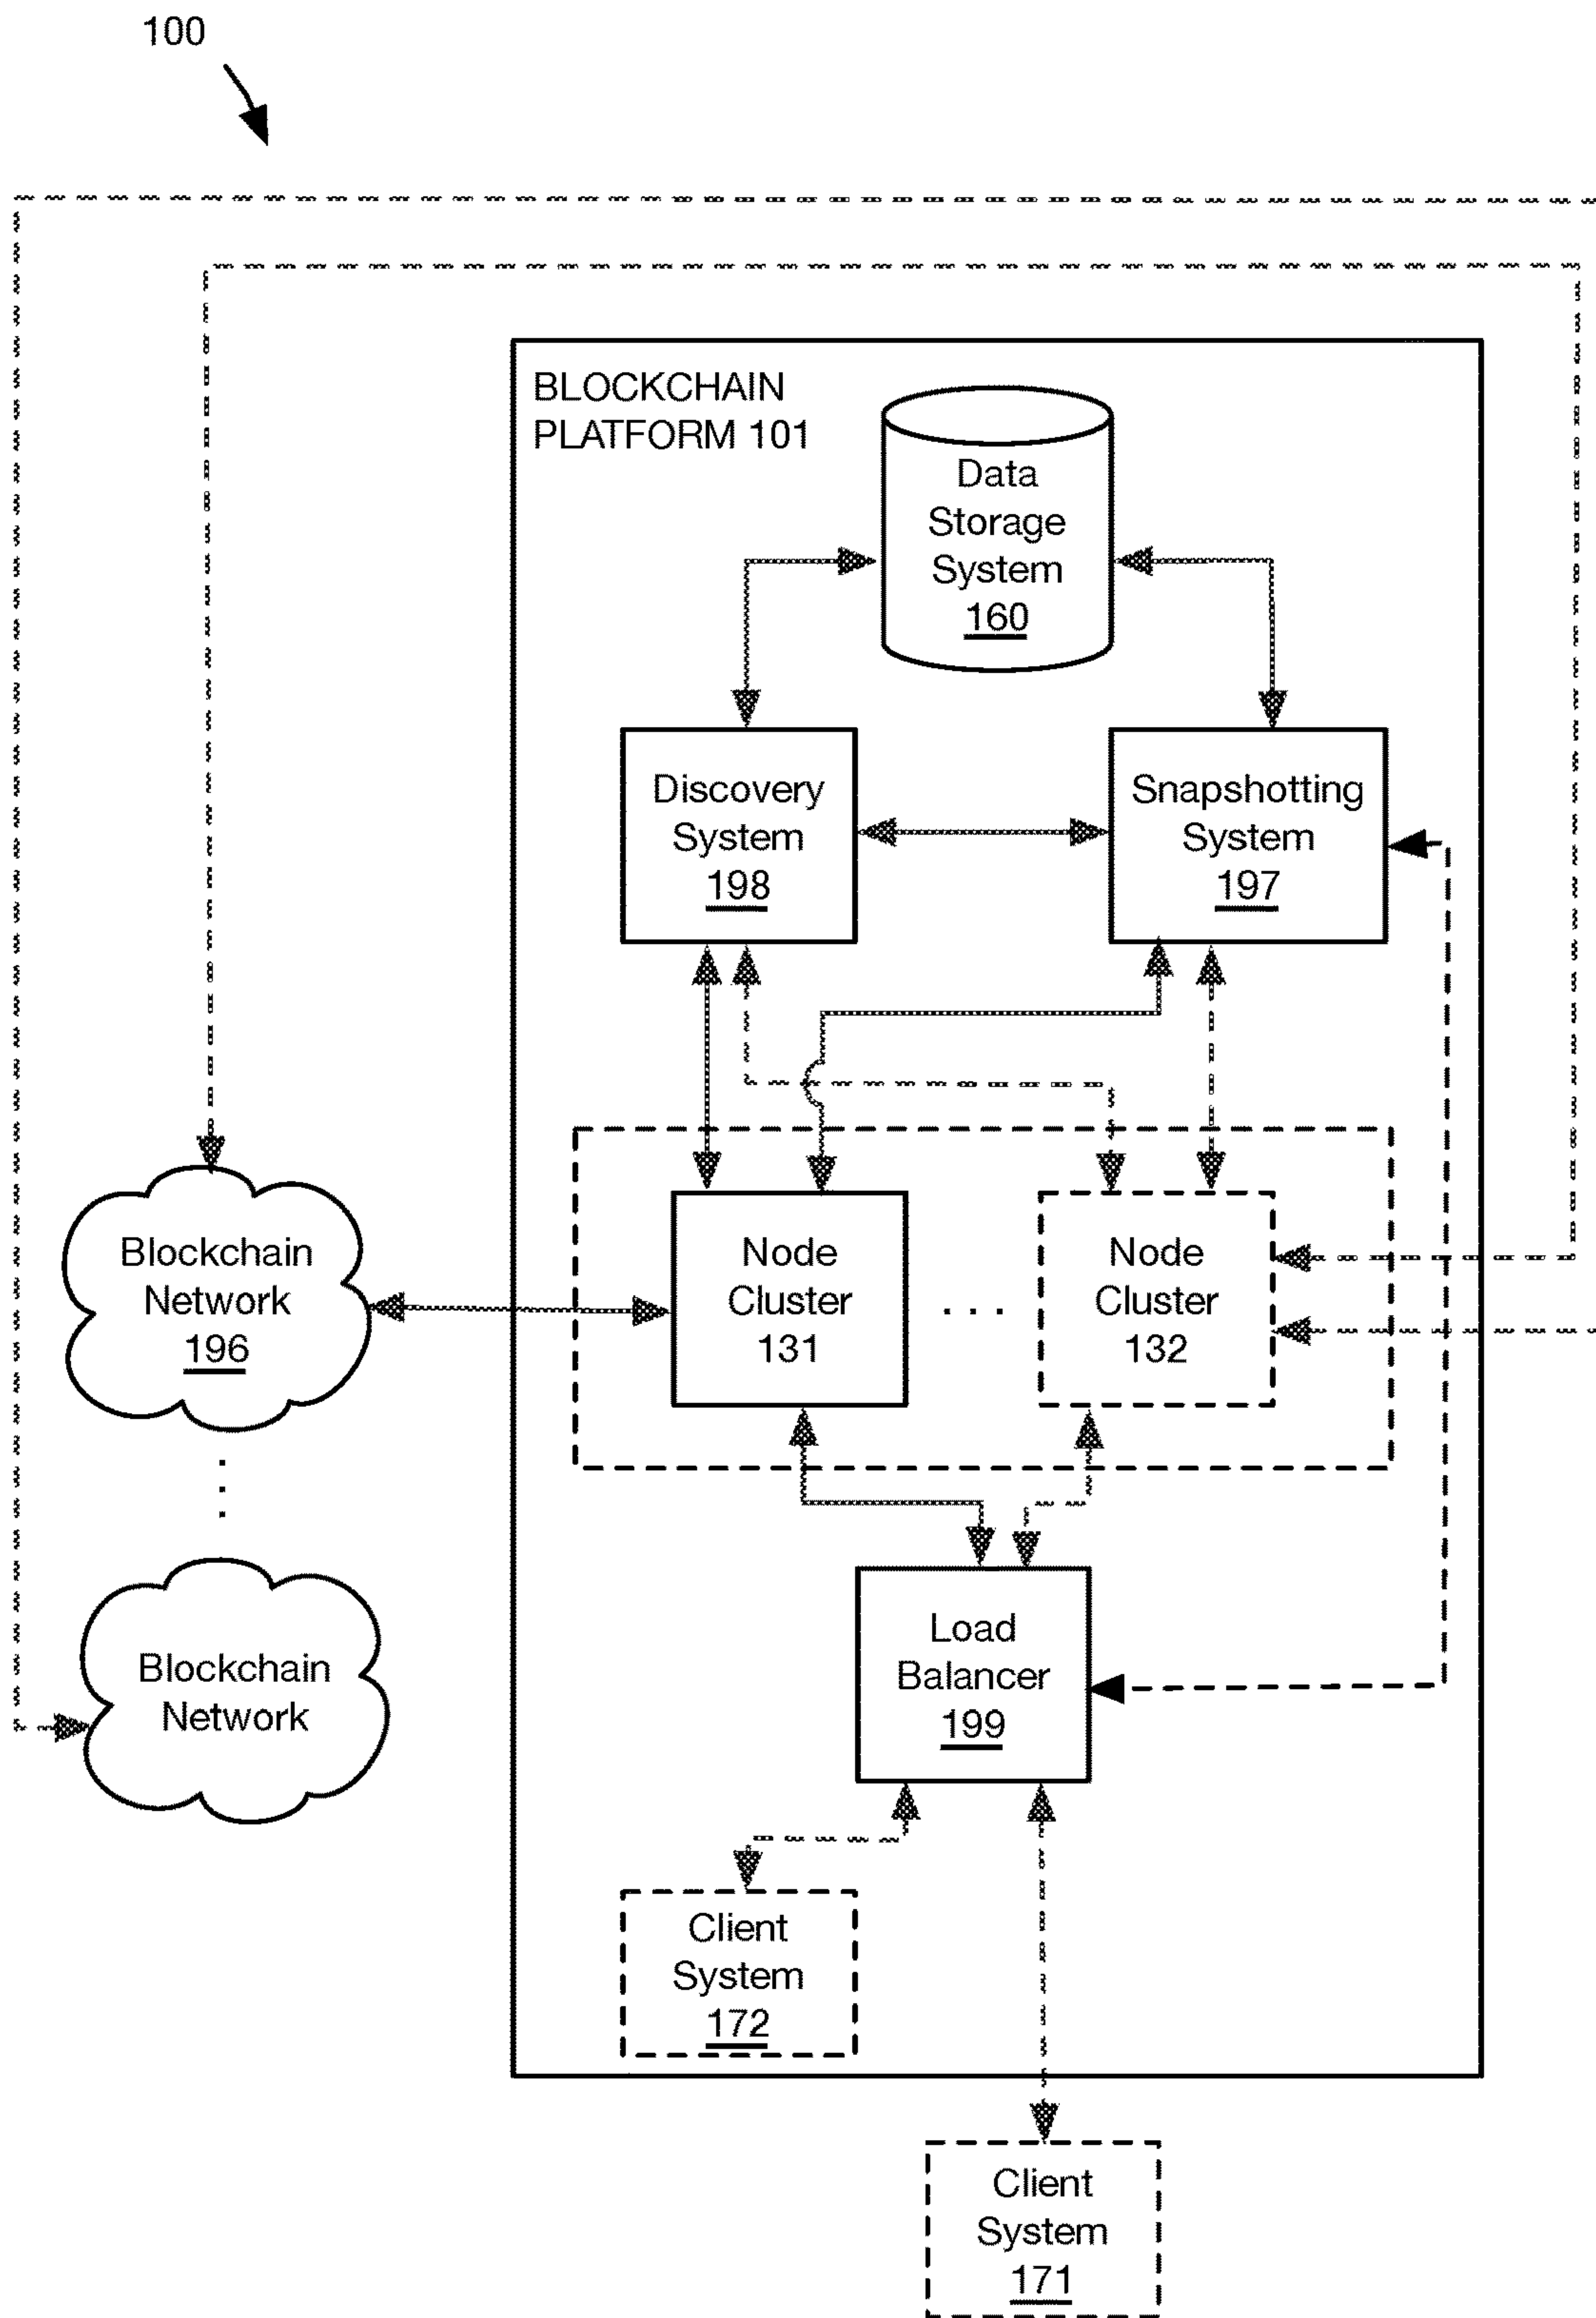 100
BLOCKCHAIN
PLATFORM 101
Data
Storage
System
160
Discovery
System
198
Snapshotting
System
197
Blockchain
Network
196
Node
Cluster
131
. . .
Node
Cluster
132
Blockchain
Network
Load
Balancer
199
Client
System
172
Client
System
171